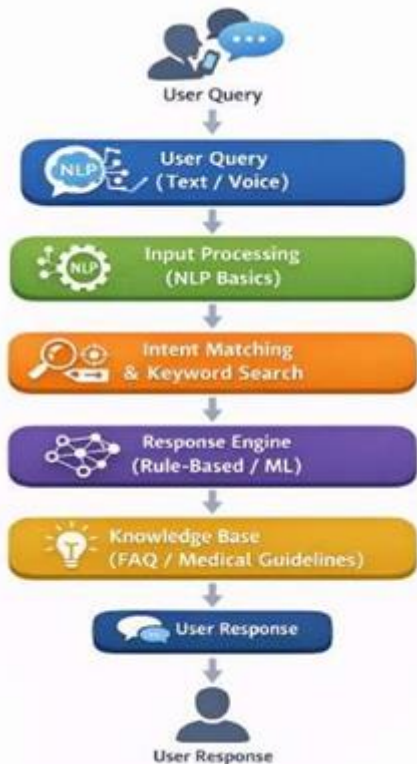 User Query
NLP
User Query
(Text / Voice)
NLP
Input Processing
(NLP Basics)
Intent Matching
& Keyword Search
Response Engine
(Rule-Based / ML)
Knowledge Base
(FAQ / Medical Guidelines)
User Response
User Response